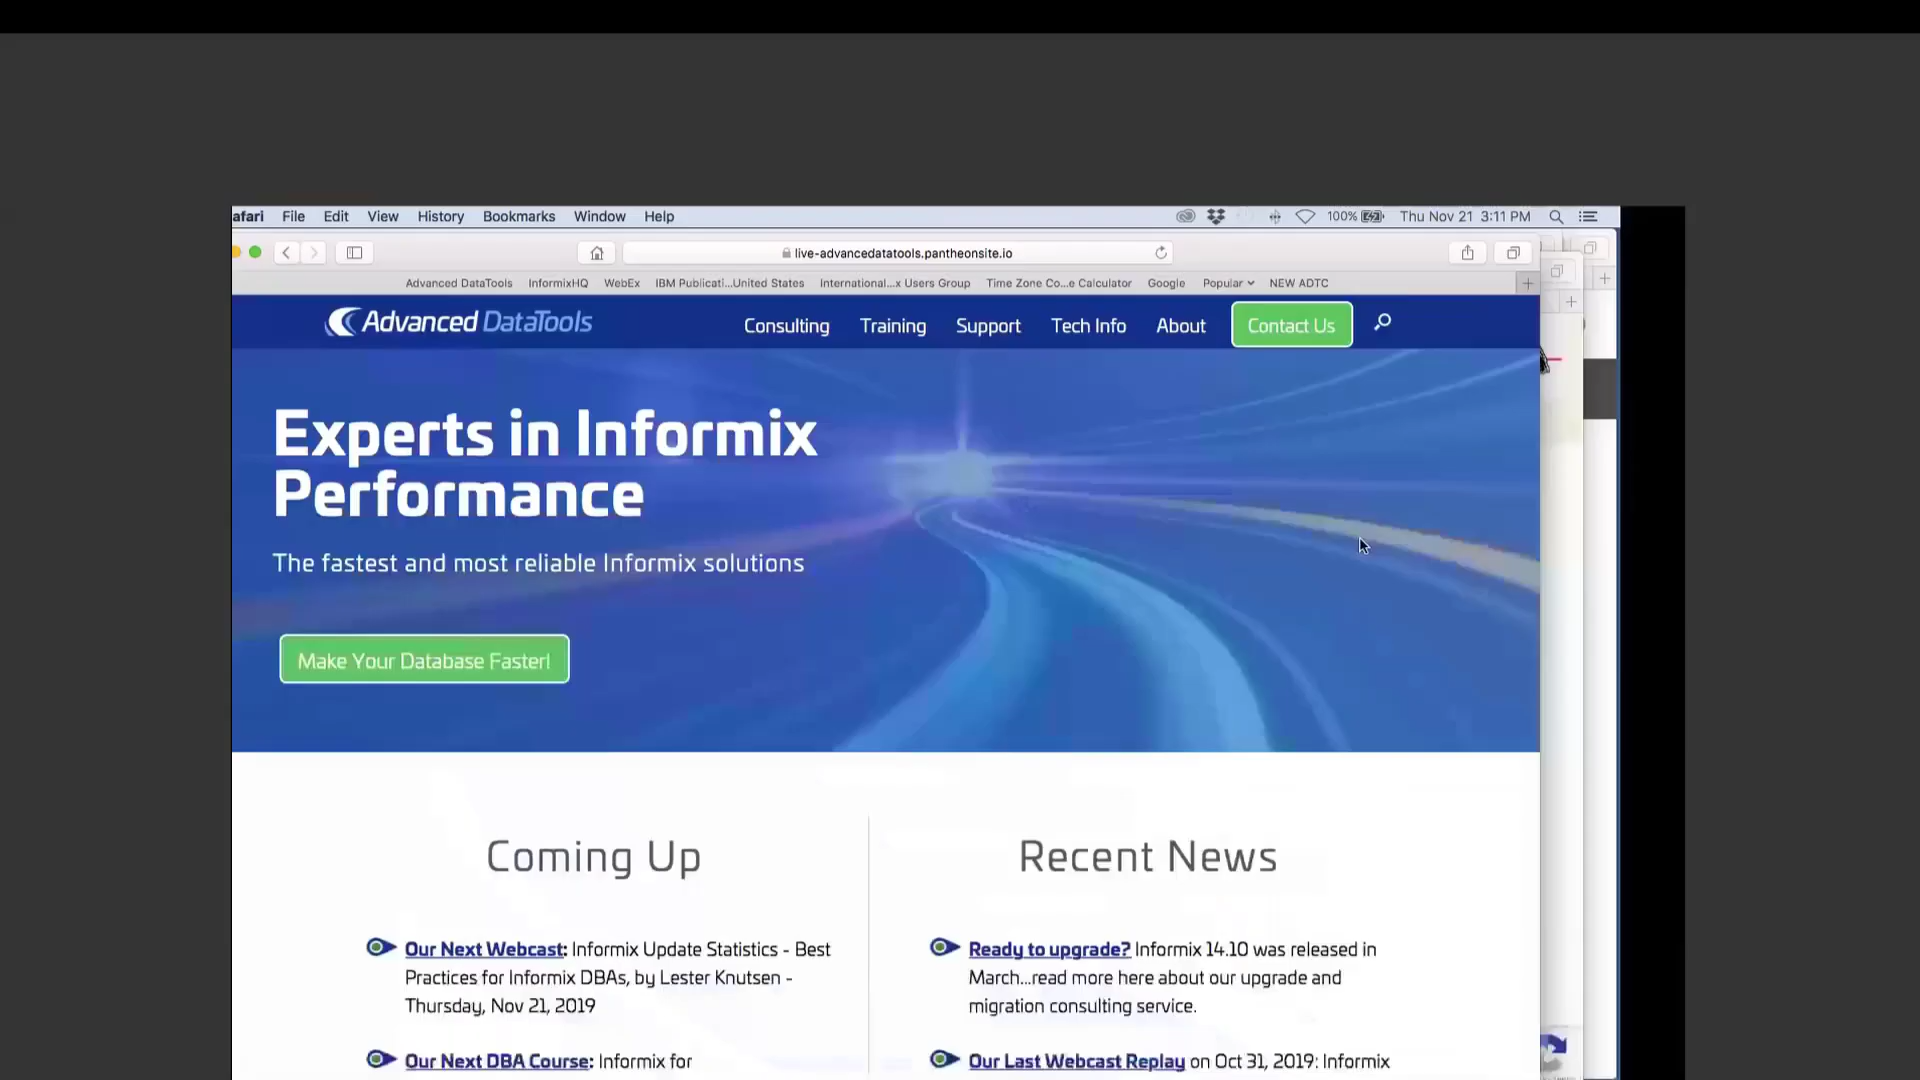 afari File Edit View History Bookmarks Window Help 100% Thu Nov 21 3:11 PM
live-advancedatatools.pantheonsite.io
Advanced DataTools InformixHQ WebEx IBM Publicati...United States International...x Users Group Time Zone Co...e Calculator Google Popular NEW ADTC
Advanced DataTools Consulting Training Support Tech Info About Contact Us
Experts in Informix
Performance
The fastest and most reliable Informix solutions
Make Your Database Faster!
Coming Up
Our Next Webcast: Informix Update Statistics - Best
Practices for Informix DBAs, by Lester Knutsen -
Thursday, Nov 21, 2019
Our Next DBA Course: Informix for
Recent News
Ready to upgrade? Informix 14.10 was released in
March...read more here about our upgrade and
migration consulting service.
Our Last Webcast Replay on Oct 31, 2019: Informix